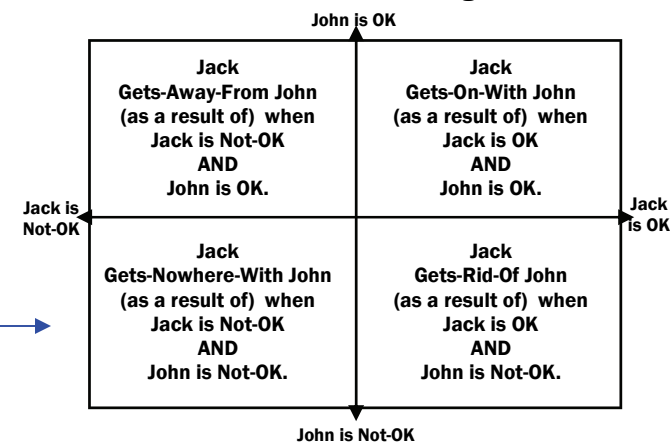 John is OK
Jack
Gets-Away-From John
(as a result of) when
Jack is Not-OK
AND
John is OK.
Jack
Gets-On-With John
(as a result of) when
Jack is OK
AND
John is OK.
Jack is
Not-OK
Jack
is OK
Jack
Gets-Nowhere-With John
(as a result of) when
Jack is Not-OK
AND
John is Not-OK.
Jack
Gets-Rid-Of John
(as a result of) when
Jack is OK
AND
John is Not-OK.
John is Not-OK